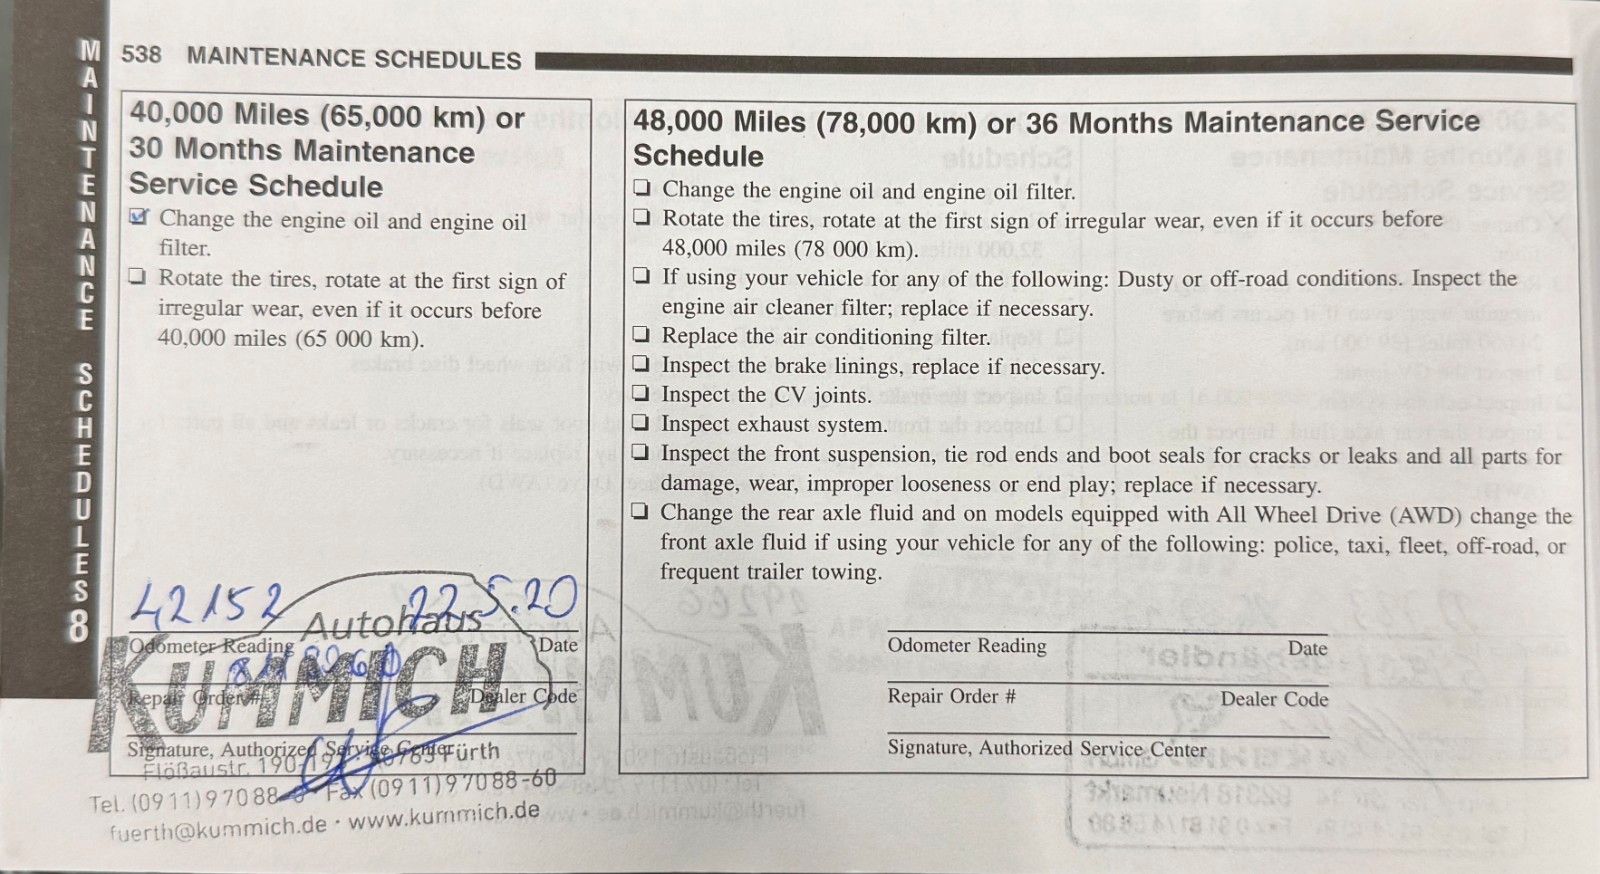 538 MAINTENANCE SCHEDULES
MAINTENANCE SCHEDULES
8
40,000 Miles (65,000 km) or
30 Months Maintenance
Service Schedule
Change the engine oil and engine oil
filter.
Rotate the tires, rotate at the first sign of
irregular wear, even if it occurs before
40,000 miles (65 000 km).
42152 22.5.20
Autohaus
Odometer Reading Date
KUMMICH
Repair Order # Dealer Code
Signature, Authorized Service Center
Flößaustr. Fürth
Tel. (0911)97088 Fax (0911)97088-60
fuerth@kummich.de · www.kummich.de
48,000 Miles (78,000 km) or 36 Months Maintenance Service
Schedule
Change the engine oil and engine oil filter.
Rotate the tires, rotate at the first sign of irregular wear, even if it occurs before
48,000 miles (78 000 km).
If using your vehicle for any of the following: Dusty or off-road conditions. Inspect the
engine air cleaner filter; replace if necessary.
Replace the air conditioning filter.
Inspect the brake linings, replace if necessary.
Inspect the CV joints.
Inspect exhaust system.
Inspect the front suspension, tie rod ends and boot seals for cracks or leaks and all parts for
damage, wear, improper looseness or end play; replace if necessary.
Change the rear axle fluid and on models equipped with All Wheel Drive (AWD) change the
front axle fluid if using your vehicle for any of the following: police, taxi, fleet, off-road, or
frequent trailer towing.
Odometer Reading Date
Repair Order # Dealer Code
Signature, Authorized Service Center